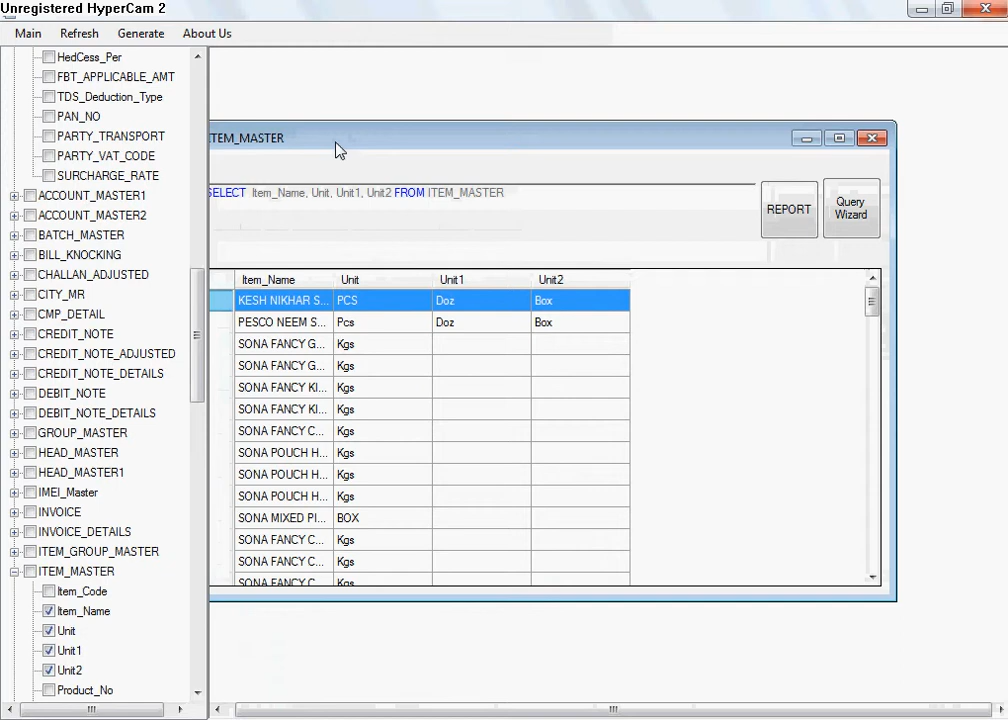 Unregistered HyperCam 2
Main Refresh Generate About Us
HedCess_Per
FBT_APPLICABLE_AMT
TDS_Deduction_Type
PAN_NO
PARTY_TRANSPORT
PARTY_VAT_CODE
SURCHARGE_RATE
ACCOUNT_MASTER1
ACCOUNT_MASTER2
BATCH_MASTER
BILL_KNOCKING
CHALLAN_ADJUSTED
CITY_MR
CMP_DETAIL
CREDIT_NOTE
CREDIT_NOTE_ADJUSTED
CREDIT_NOTE_DETAILS
DEBIT_NOTE
DEBIT_NOTE_DETAILS
GROUP_MASTER
HEAD_MASTER
HEAD_MASTER1
IMEI_Master
INVOICE
INVOICE_DETAILS
ITEM_GROUP_MASTER
ITEM_MASTER
Item_Code
Item_Name
Unit
Unit1
Unit2
Product_No
ITEM_MASTER
SELECT Item_Name, Unit, Unit1, Unit2 FROM ITEM_MASTER
REPORT
Query
Wizard
Item_Name Unit Unit1 Unit2
KESH NIKHAR S... PCS Doz Box
PESCO NEEM S... Pcs Doz Box
SONA FANCY G... Kgs
SONA FANCY G... Kgs
SONA FANCY KI... Kgs
SONA FANCY KI... Kgs
SONA FANCY C... Kgs
SONA POUCH H... Kgs
SONA POUCH H... Kgs
SONA POUCH H... Kgs
SONA MIXED PI... BOX
SONA FANCY C... Kgs
SONA FANCY C... Kgs
SONA FANCY C... Kgs